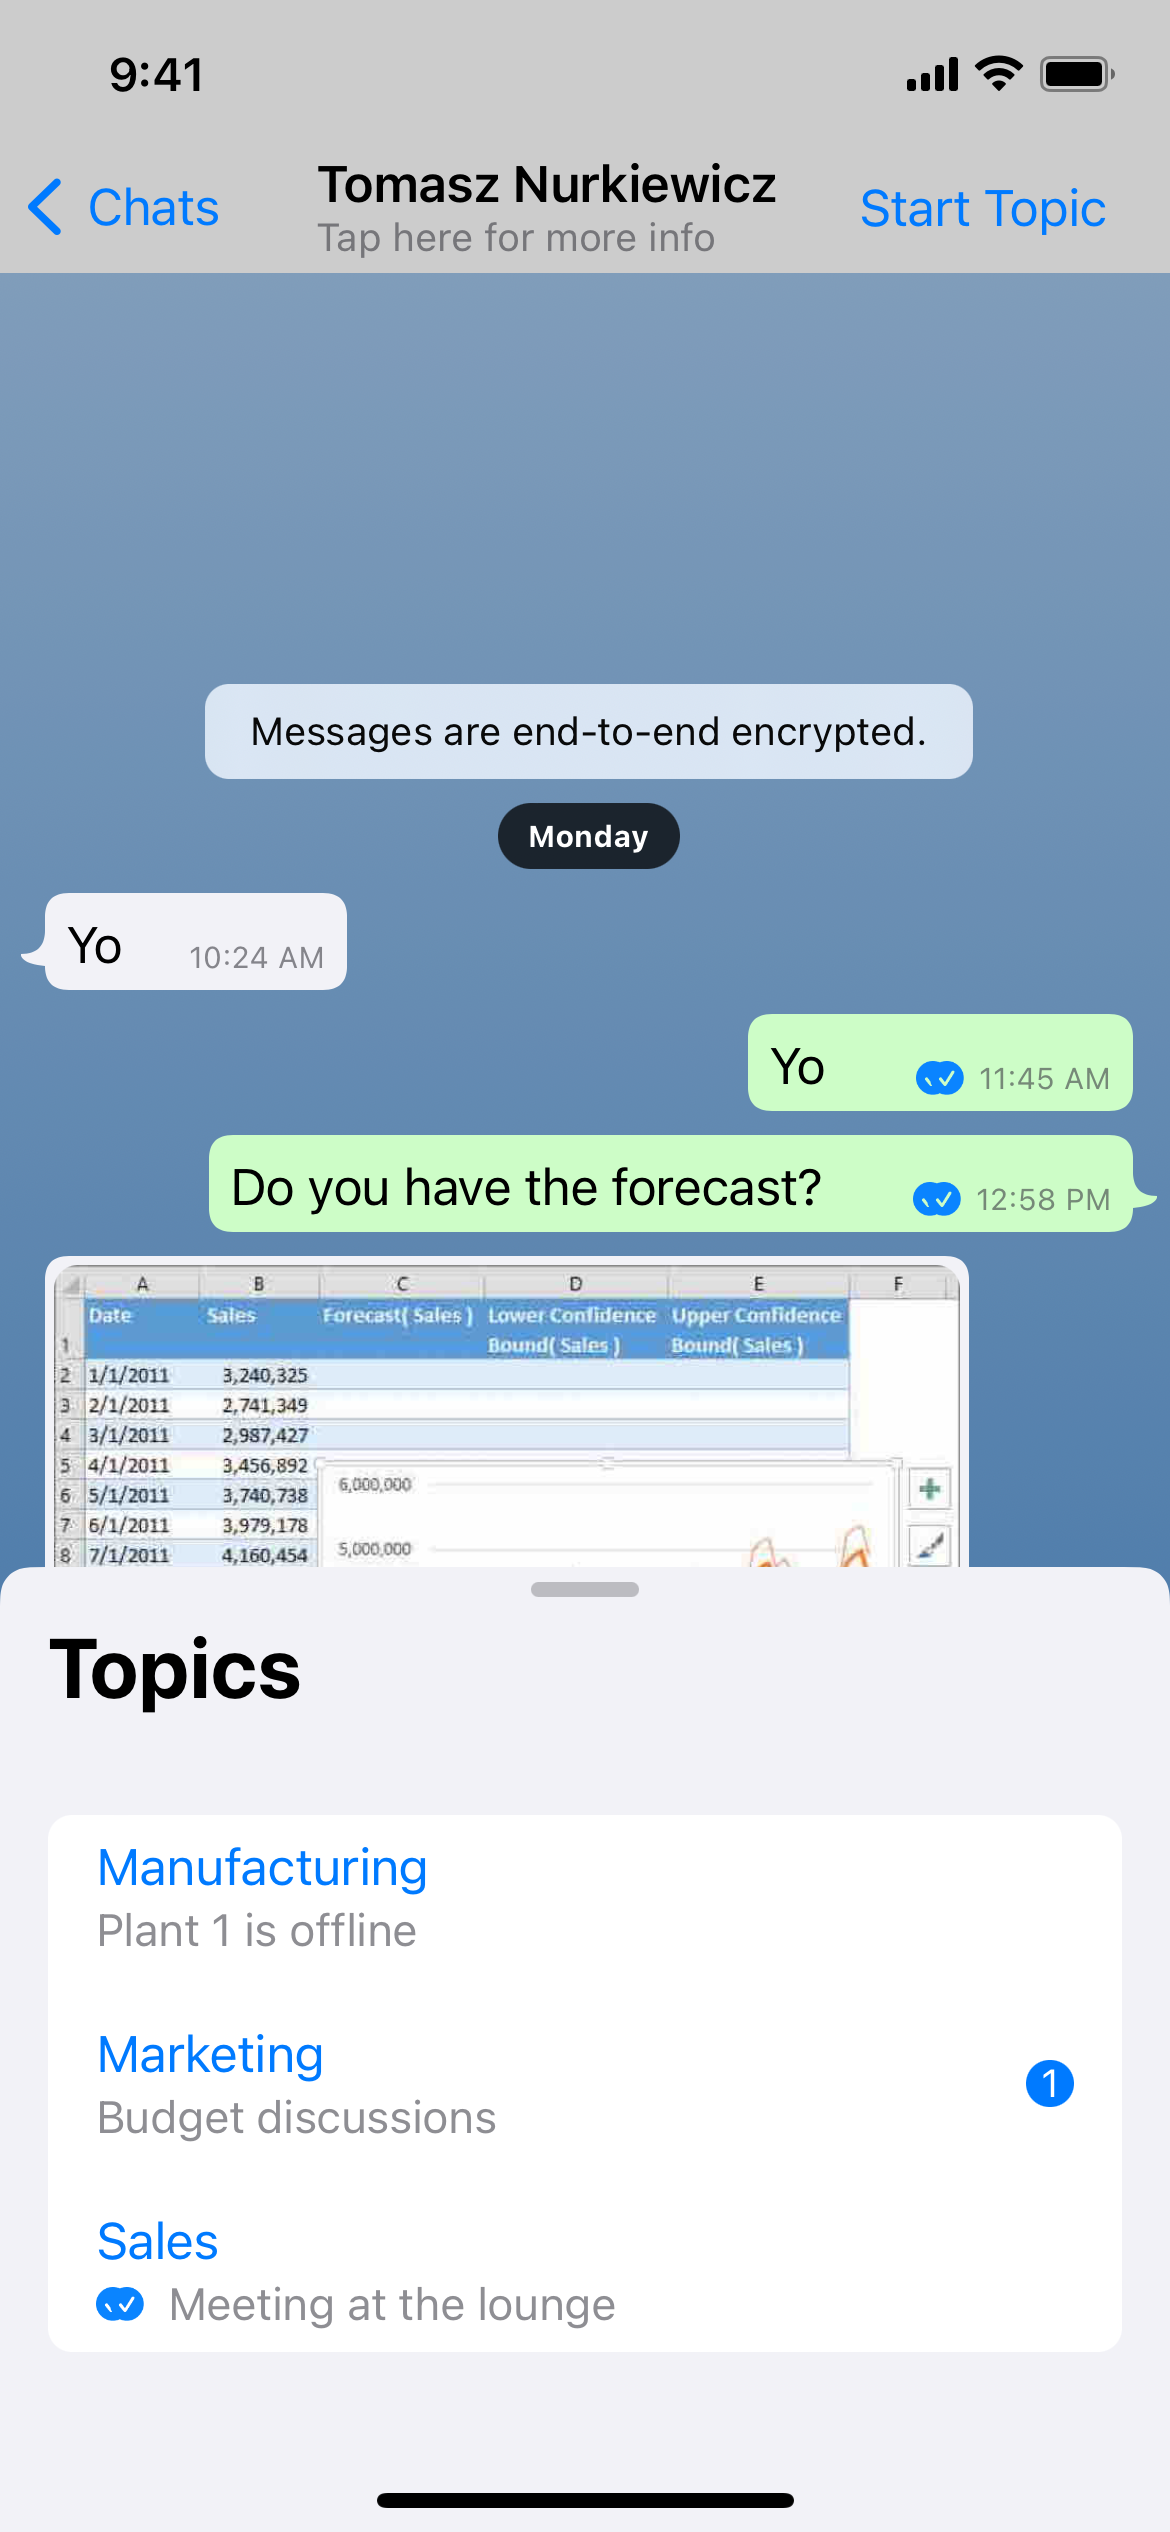 9:41
Chats
Tomasz Nurkiewicz
Tap here for more info
Start Topic
Messages are end-to-end encrypted.
Monday
Yo 10:24 AM
Yo 11:45 AM
Do you have the forecast? 12:58 PM
A B C D E F
Date Sales Forecast( Sales ) Lower Confidence Upper Confidence
1 Bound( Sales ) Bound( Sales )
2 1/1/2011 3,240,325
3 2/1/2011 2,741,349
4 3/1/2011 2,987,427
5 4/1/2011 3,456,892
6 5/1/2011 3,740,738
7 6/1/2011 3,979,178
8 7/1/2011 4,160,454
6,000,000
5,000,000
Topics
Manufacturing
Plant 1 is offline
Marketing
Budget discussions
1
Sales
Meeting at the lounge